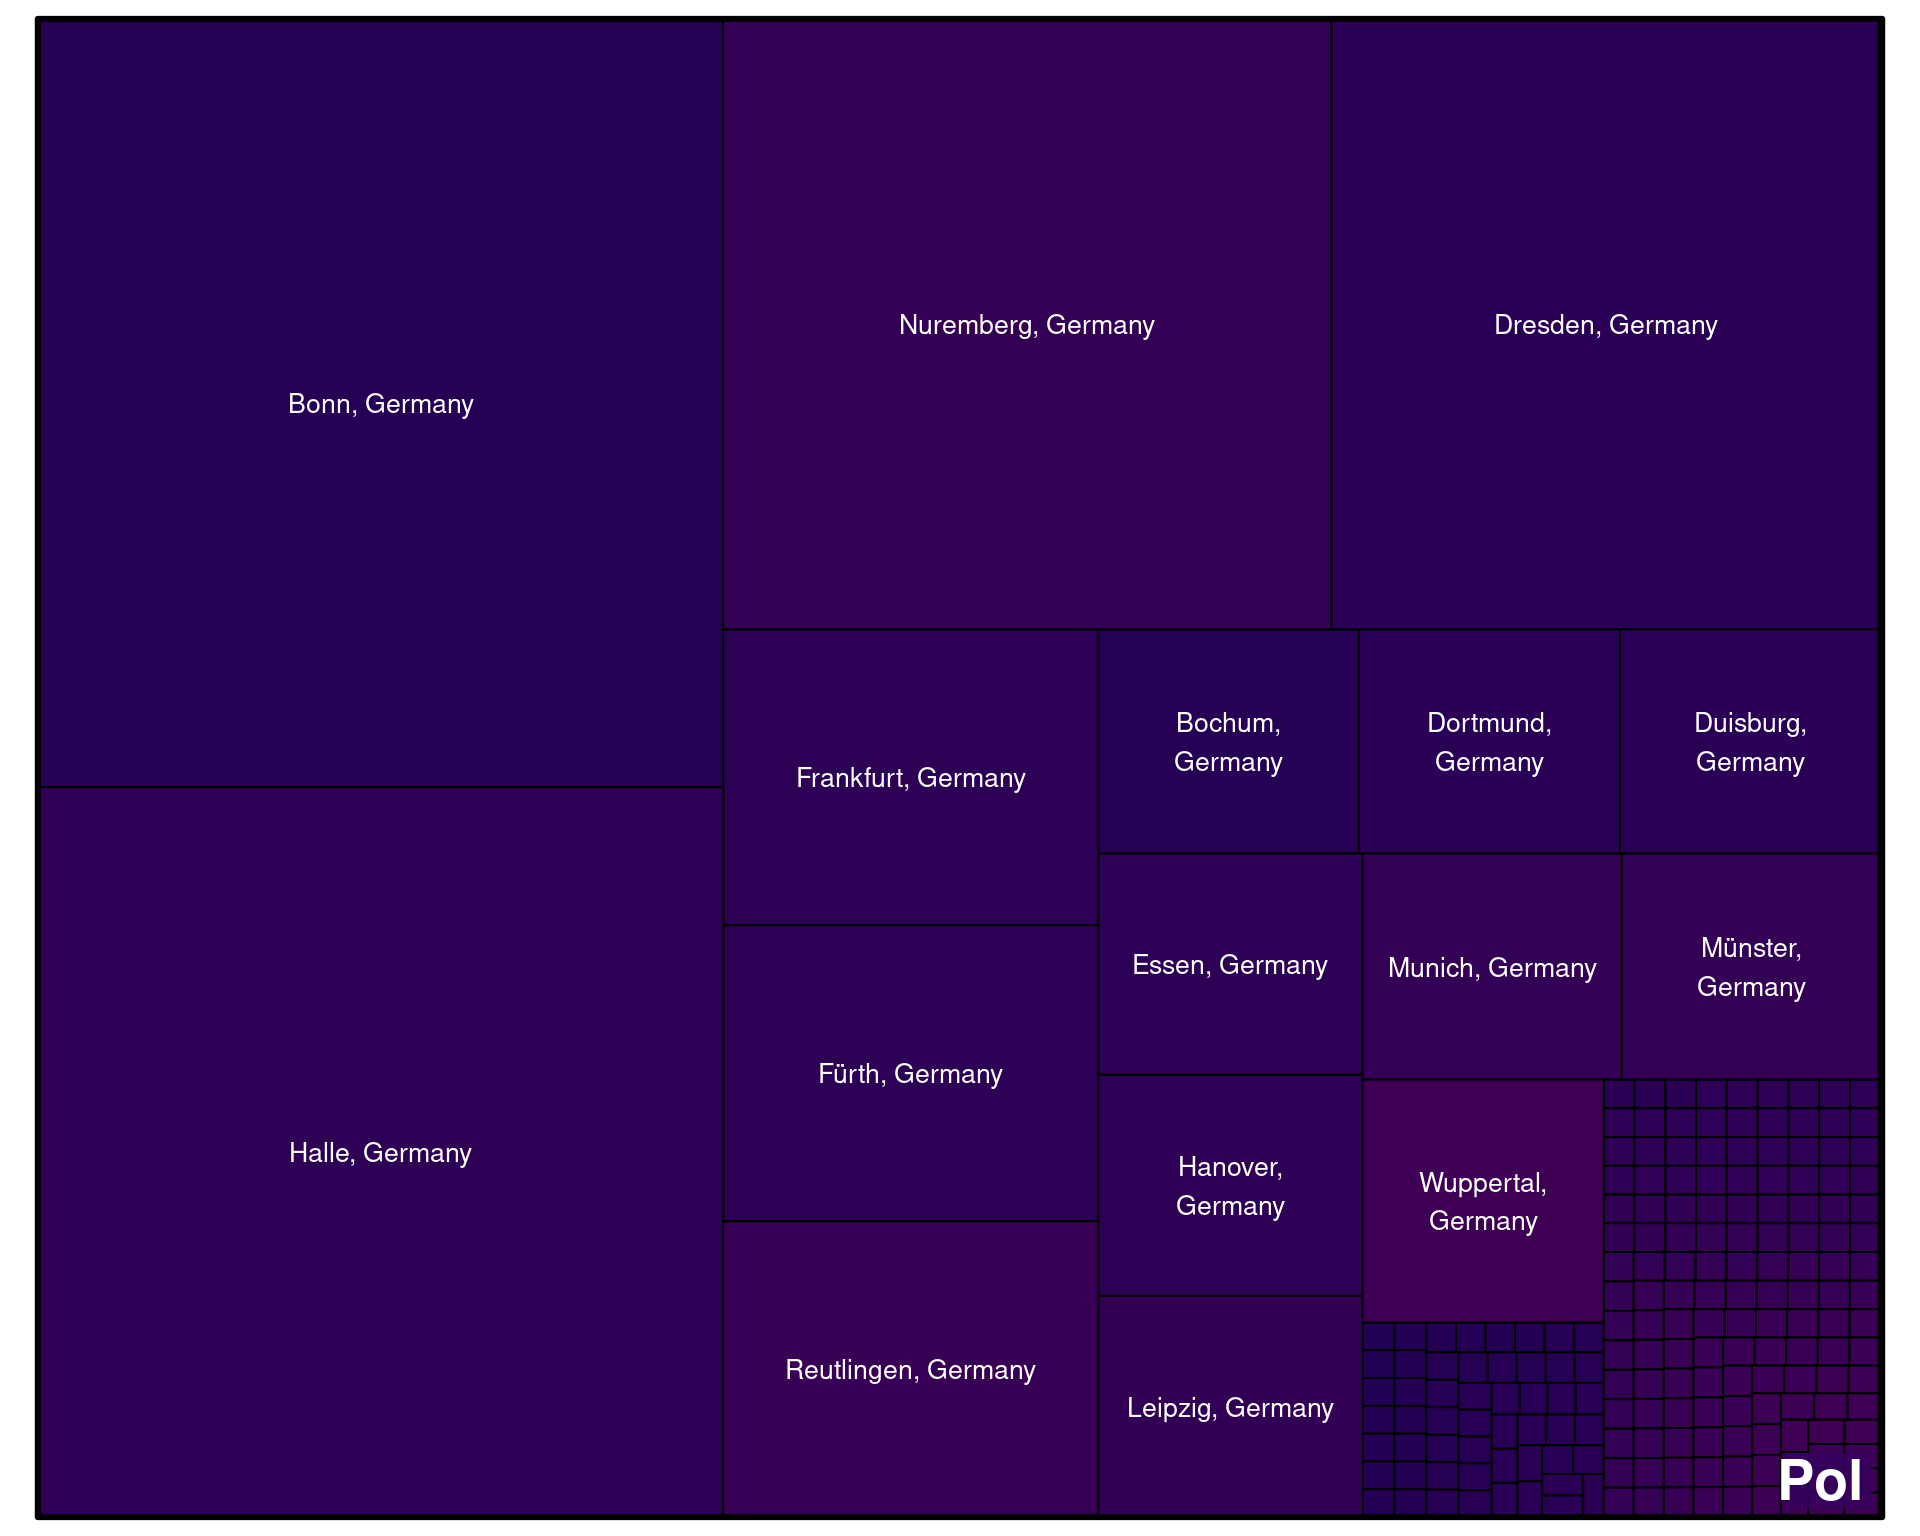 Bonn, Germany
Nuremberg, Germany
Dresden, Germany
Halle, Germany
Frankfurt, Germany
Fürth, Germany
Reutlingen, Germany
Bochum,
Germany
Dortmund,
Germany
Duisburg,
Germany
Essen, Germany
Munich, Germany
Münster,
Germany
Hanover,
Germany
Wuppertal,
Germany
Leipzig, Germany
Pol